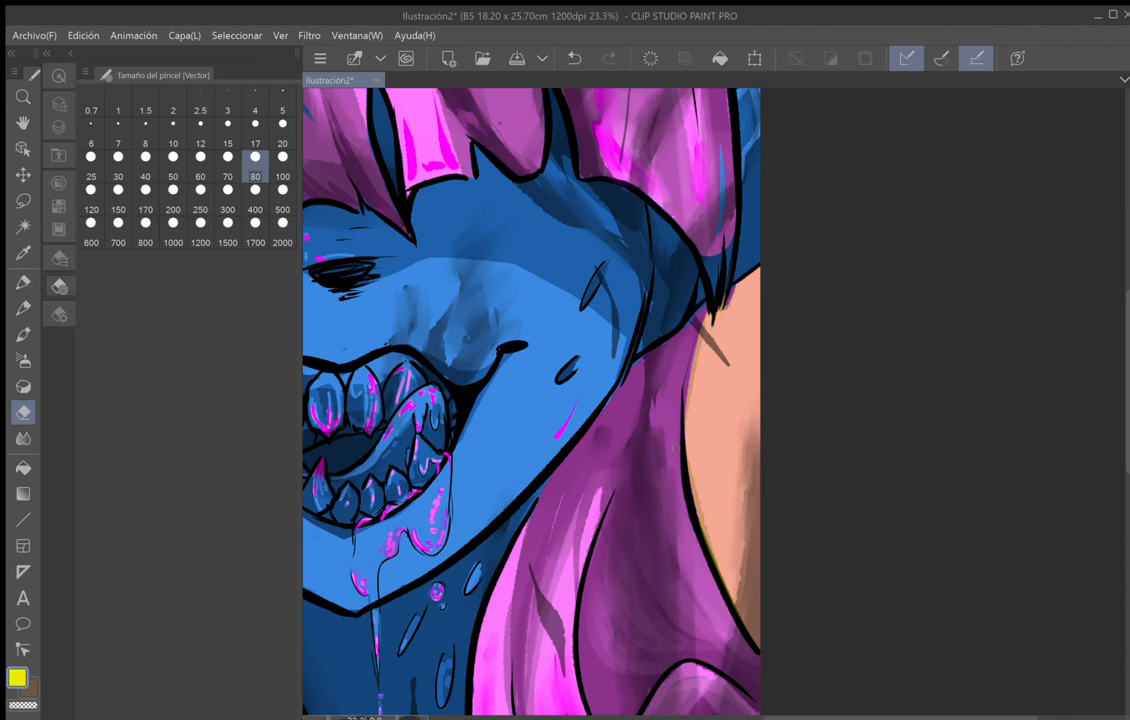 Ilustración2* (B5 18.20 x 25.70cm 1200dpi 23.3%) - CLIP STUDIO PAINT PRO
Archivo(F) Edición Animación Capa(L) Seleccionar Ver Filtro Ventana(W) Ayuda(H)
Tamaño del pincel [Vector]
Ilustración2*
0.7 1 1.5 2 2.5 3 4 5
6 7 8 10 12 15 17 20
25 30 40 50 60 70 80 100
120 150 170 200 250 300 400 500
600 700 800 1000 1200 1500 1700 2000